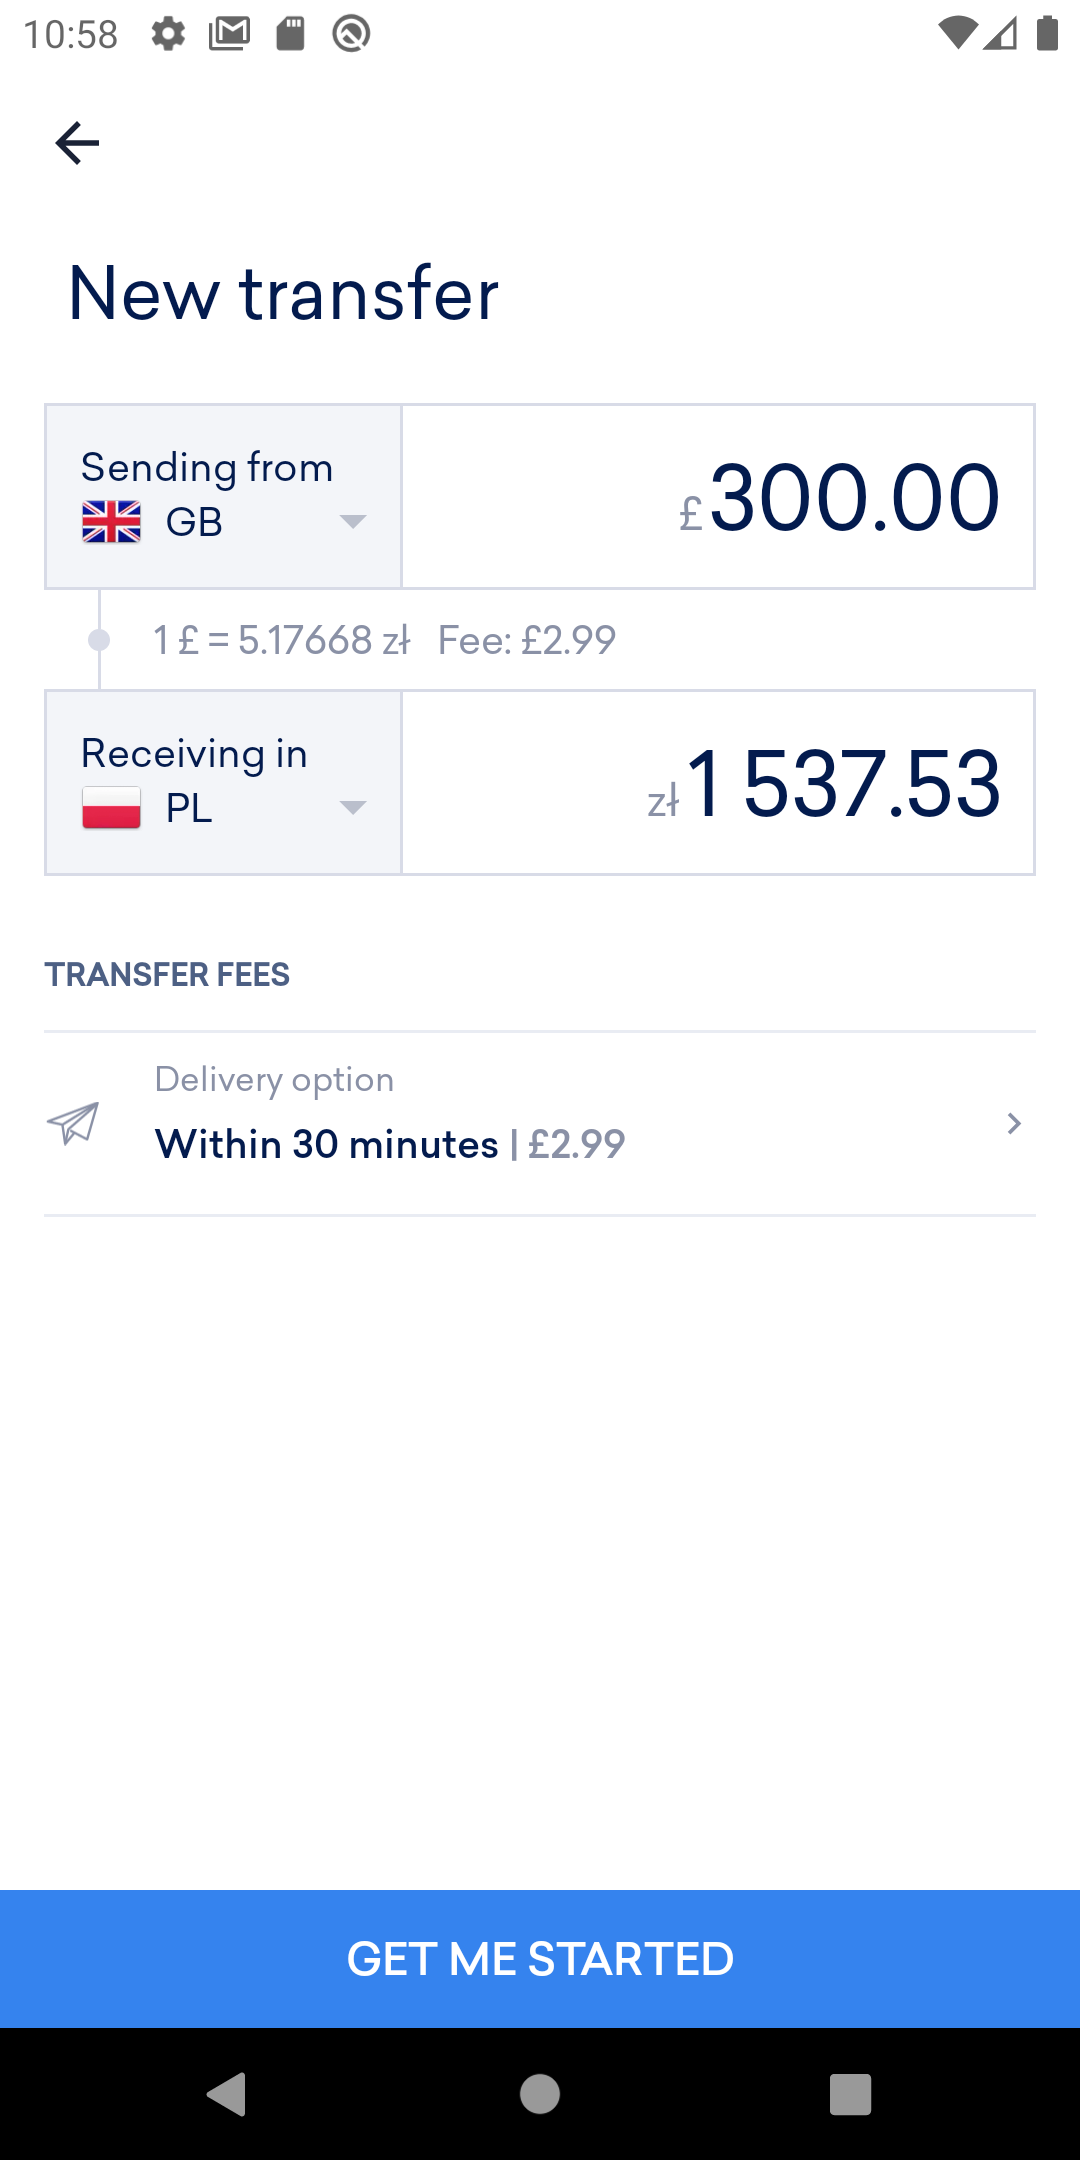 10:58
New transfer
Sending from
GB
£300.00
1 £ = 5.17668 zł Fee: £2.99
Receiving in
PL
zł1 537.53
TRANSFER FEES
Delivery option
Within 30 minutes | £2.99
GET ME STARTED